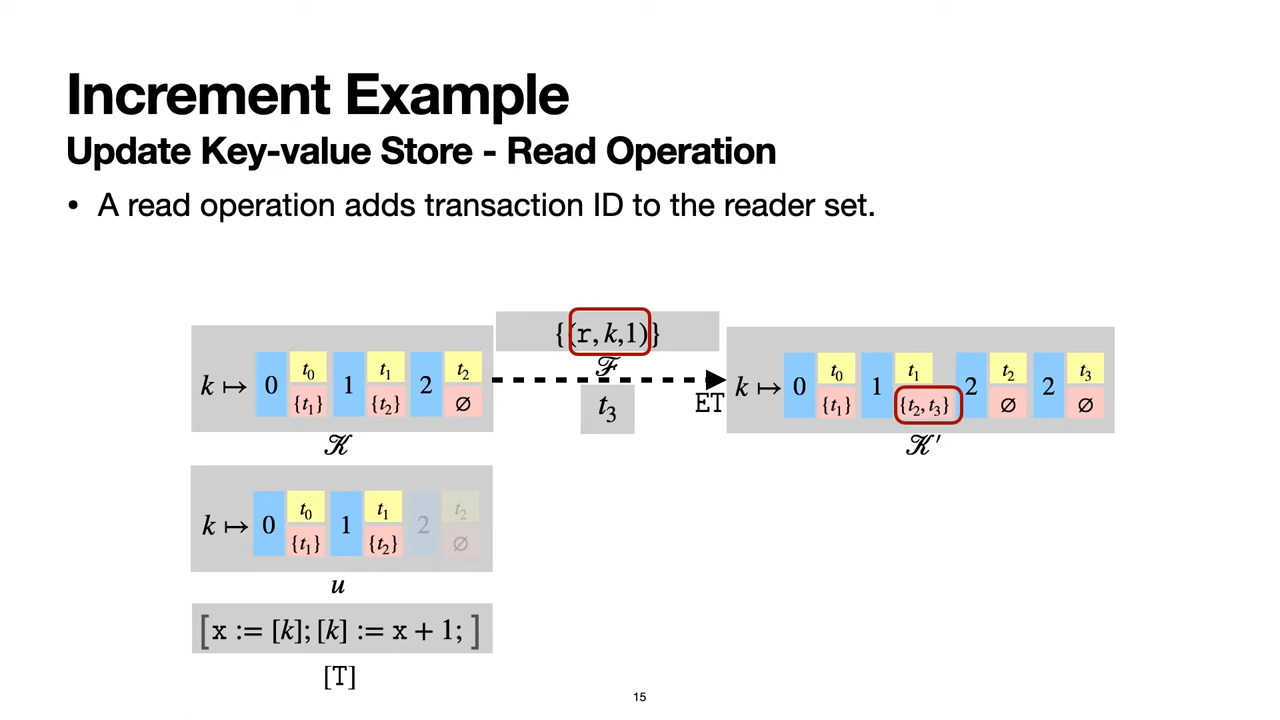 Increment Example
Update Key-value Store - Read Operation
• A read operation adds transaction ID to the reader set.
{(r, k,1)}
ℱ
t₃
ET
k ↦ 0 t₀ {t₁} 1 t₁ {t₂} 2 t₂ ∅
𝒦
k ↦ 0 t₀ {t₁} 1 t₁ {t₂, t₃} 2 t₂ ∅ 2 t₃ ∅
𝒦′
k ↦ 0 t₀ {t₁} 1 t₁ {t₂} 2 t₂ ∅
u
[x := [k]; [k] := x + 1; ]
[T]
15